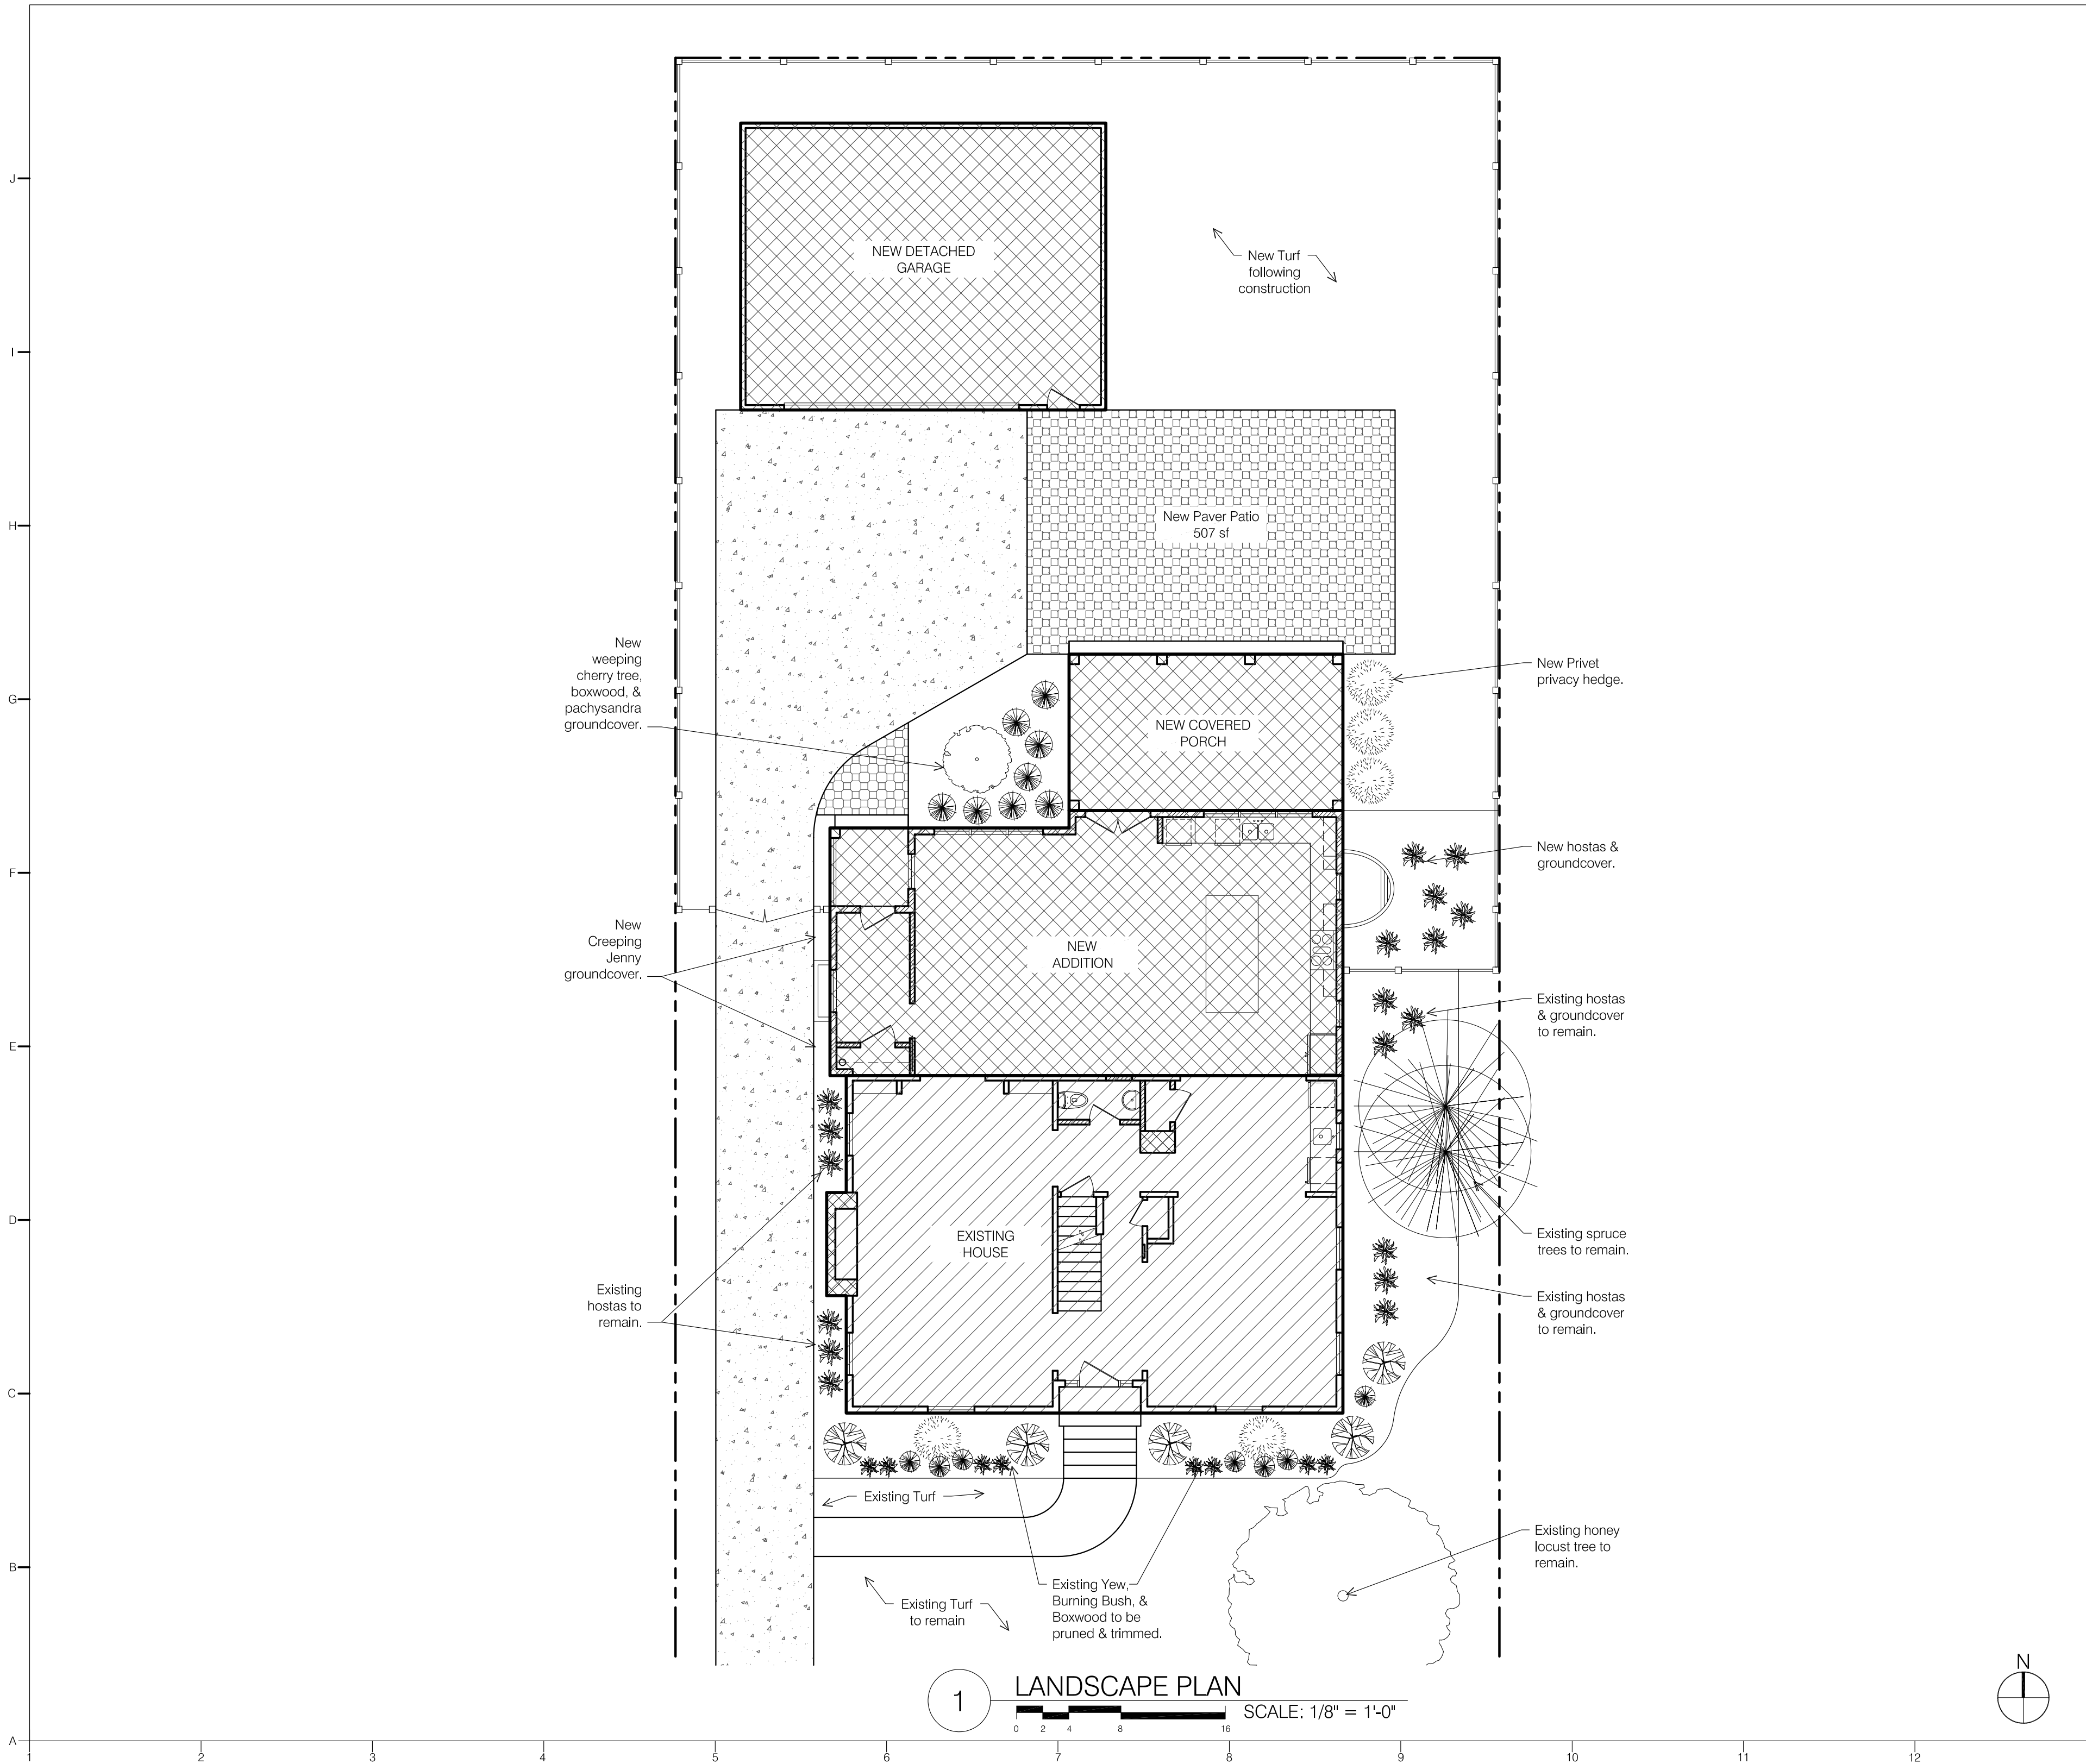 J
I
H
G
F
E
D
C
B
A
NEW DETACHED
GARAGE
New Turf
following
construction
New Paver Patio
507 sf
New
weeping
cherry tree,
boxwood, &
pachysandra
groundcover.
New Privet
privacy hedge.
NEW COVERED
PORCH
New hostas &
groundcover.
New
Creeping
Jenny
groundcover.
NEW
ADDITION
Existing hostas
& groundcover
to remain.
EXISTING
HOUSE
Existing spruce
trees to remain.
Existing
hostas to
remain.
Existing hostas
& groundcover
to remain.
Existing Turf
Existing honey
locust tree to
remain.
Existing Turf
to remain
Existing Yew,
Burning Bush, &
Boxwood to be
pruned & trimmed.
1
LANDSCAPE PLAN
SCALE: 1/8" = 1'-0"
0 2 4 8 16
N
1 2 3 4 5 6 7 8 9 10 11 12